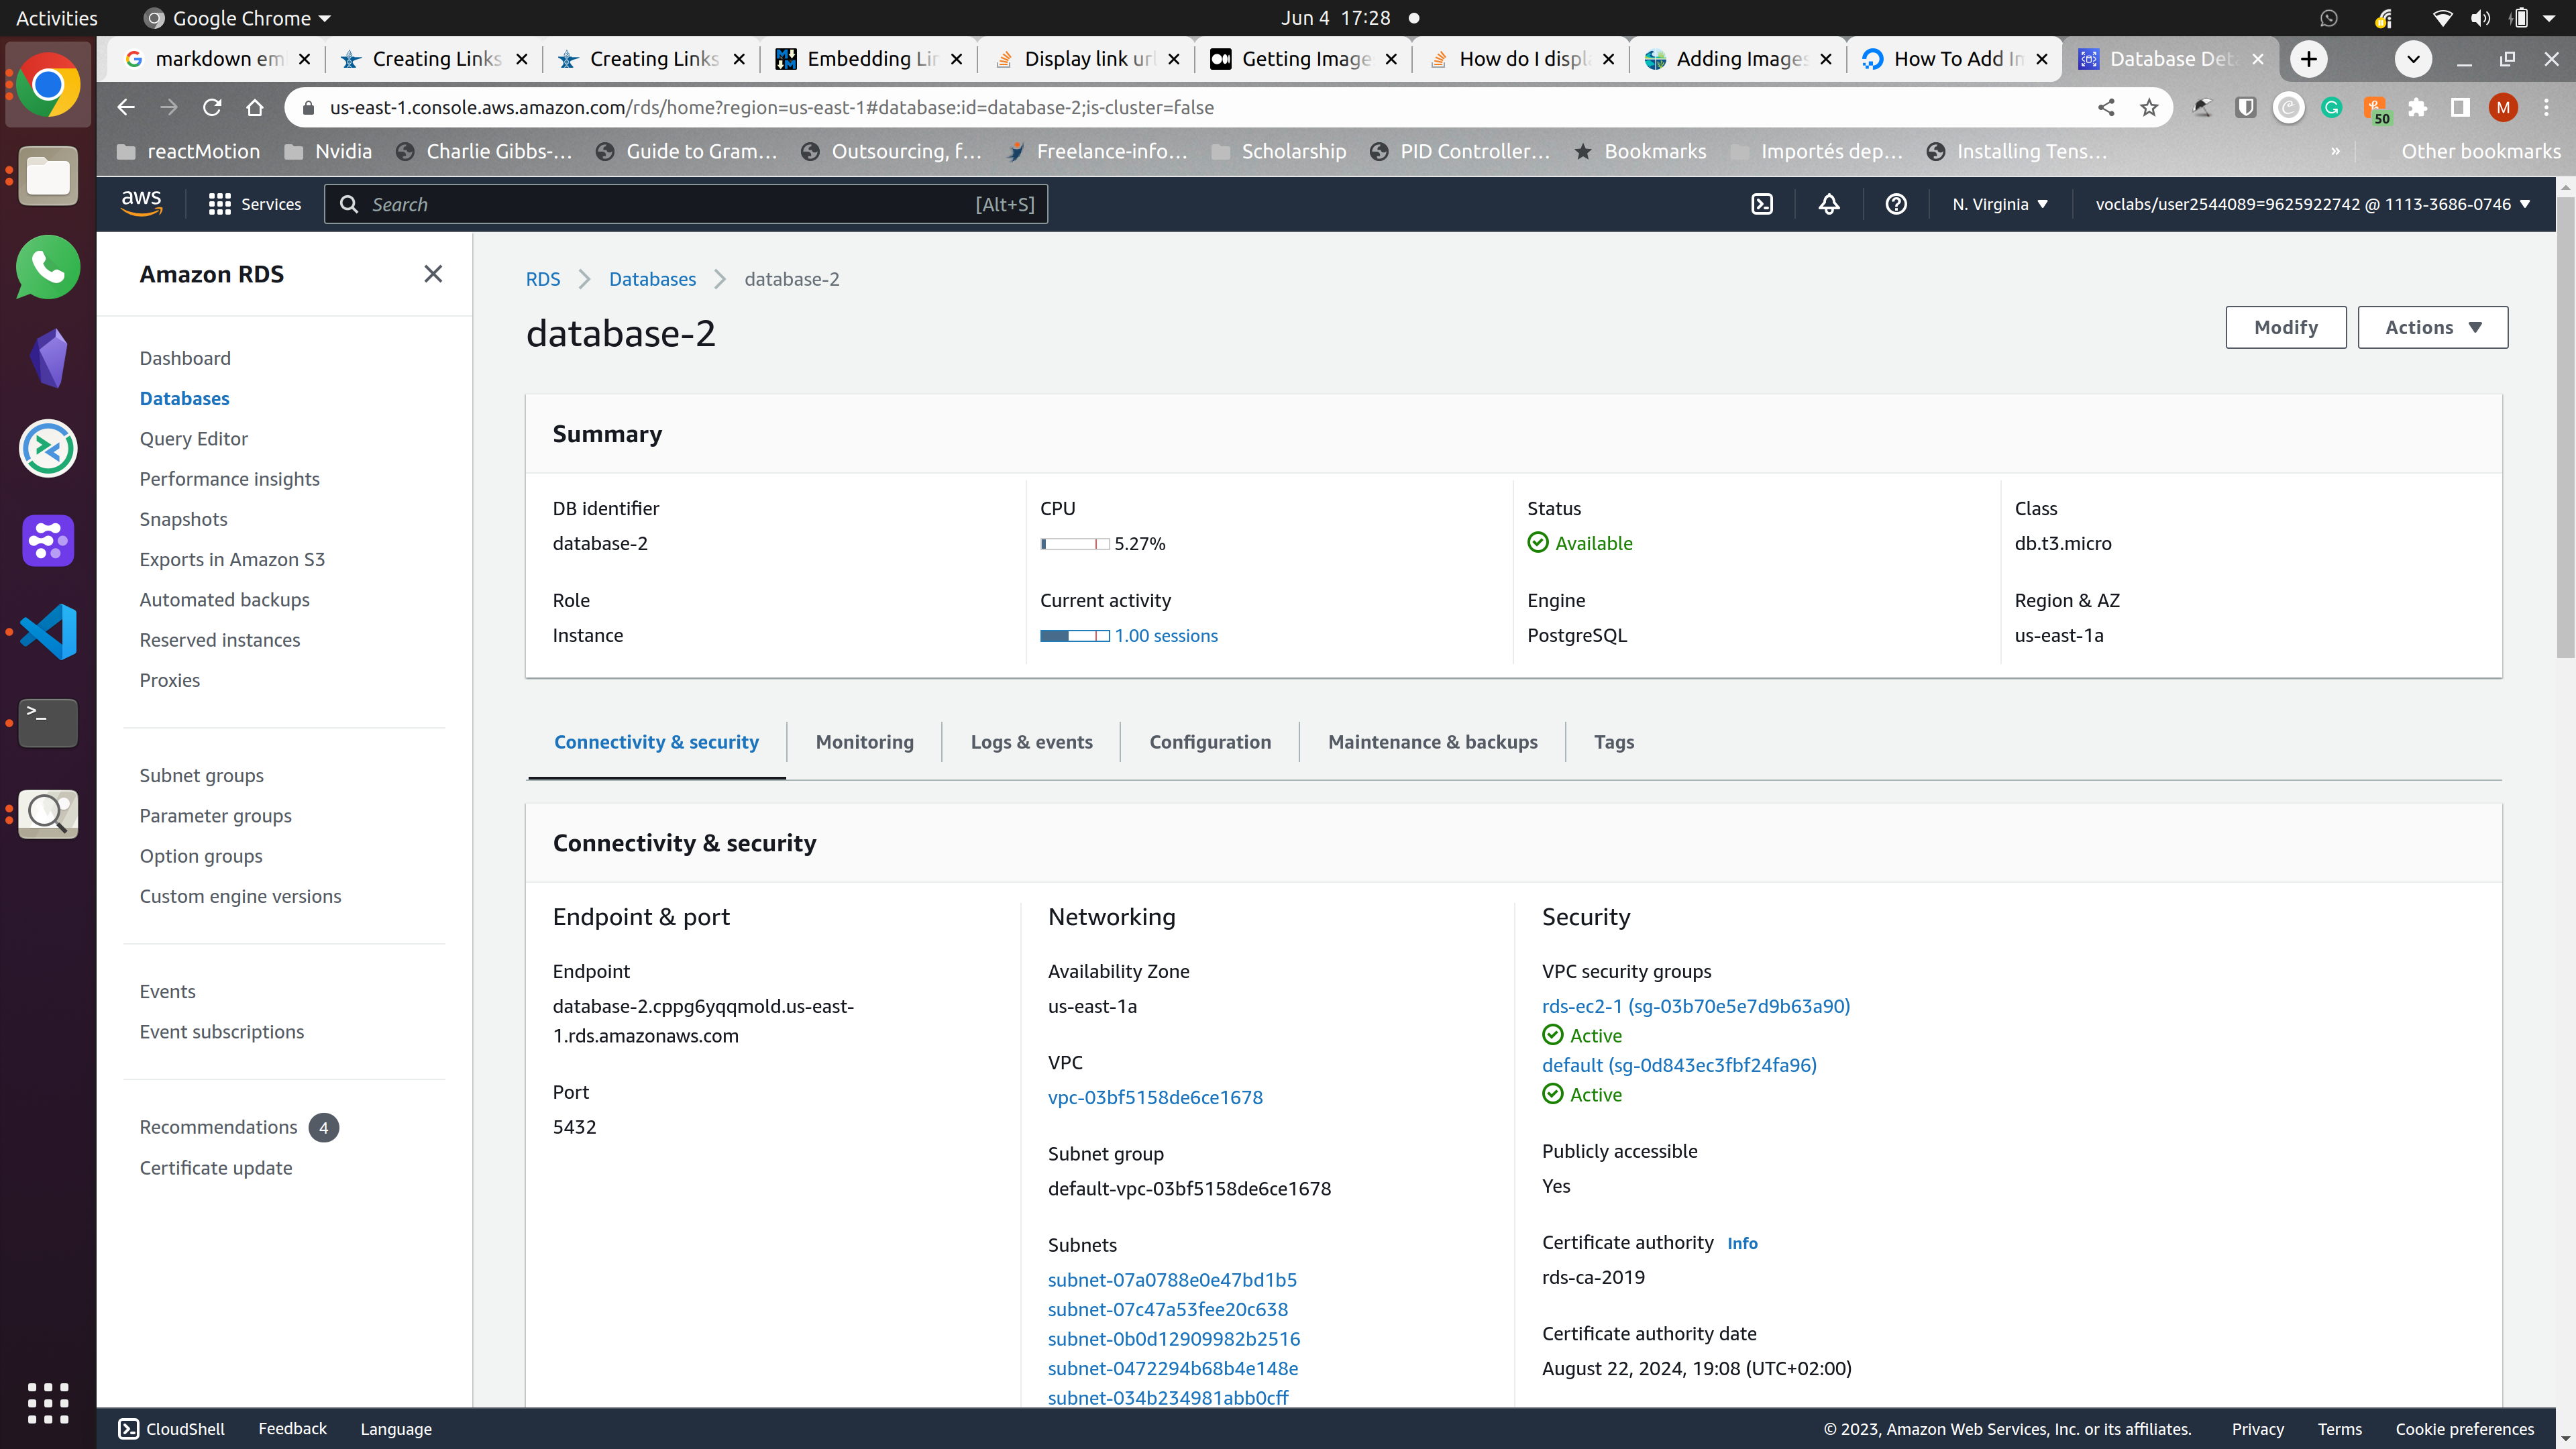 Activities
Google Chrome
Jun 4 17:28
markdown em
Creating Links
Creating Links
Embedding Lin
Display link url
Getting Image
How do I displ
Adding Images
How To Add In
Database Det
us-east-1.console.aws.amazon.com/rds/home?region=us-east-1#database:id=database-2;is-cluster=false
50
M
reactMotion
Nvidia
Charlie Gibbs-...
Guide to Gram...
Outsourcing, f...
Freelance-info...
Scholarship
PID Controller...
Bookmarks
Importés dep...
Installing Tens...
»
Other bookmarks
aws
Services
Search
[Alt+S]
N. Virginia
voclabs/user2544089=9625922742 @ 1113-3686-0746
Amazon RDS
Dashboard
Databases
Query Editor
Performance insights
Snapshots
Exports in Amazon S3
Automated backups
Reserved instances
Proxies
Subnet groups
Parameter groups
Option groups
Custom engine versions
Events
Event subscriptions
Recommendations 4
Certificate update
RDS
Databases
database-2
database-2
Modify
Actions
Summary
DB identifier
database-2
CPU
5.27%
Status
Available
Class
db.t3.micro
Role
Instance
Current activity
1.00 sessions
Engine
PostgreSQL
Region & AZ
us-east-1a
Connectivity & security
Monitoring
Logs & events
Configuration
Maintenance & backups
Tags
Connectivity & security
Endpoint & port
Endpoint
database-2.cppg6yqqmold.us-east-
1.rds.amazonaws.com
Port
5432
Networking
Availability Zone
us-east-1a
VPC
vpc-03bf5158de6ce1678
Subnet group
default-vpc-03bf5158de6ce1678
Subnets
subnet-07a0788e0e47bd1b5
subnet-07c47a53fee20c638
subnet-0b0d12909982b2516
subnet-0472294b68b4e148e
subnet-034b234981abb0cff
Security
VPC security groups
rds-ec2-1 (sg-03b70e5e7d9b63a90)
Active
default (sg-0d843ec3fbf24fa96)
Active
Publicly accessible
Yes
Certificate authority Info
rds-ca-2019
Certificate authority date
August 22, 2024, 19:08 (UTC+02:00)
CloudShell
Feedback
Language
© 2023, Amazon Web Services, Inc. or its affiliates.
Privacy
Terms
Cookie preferences